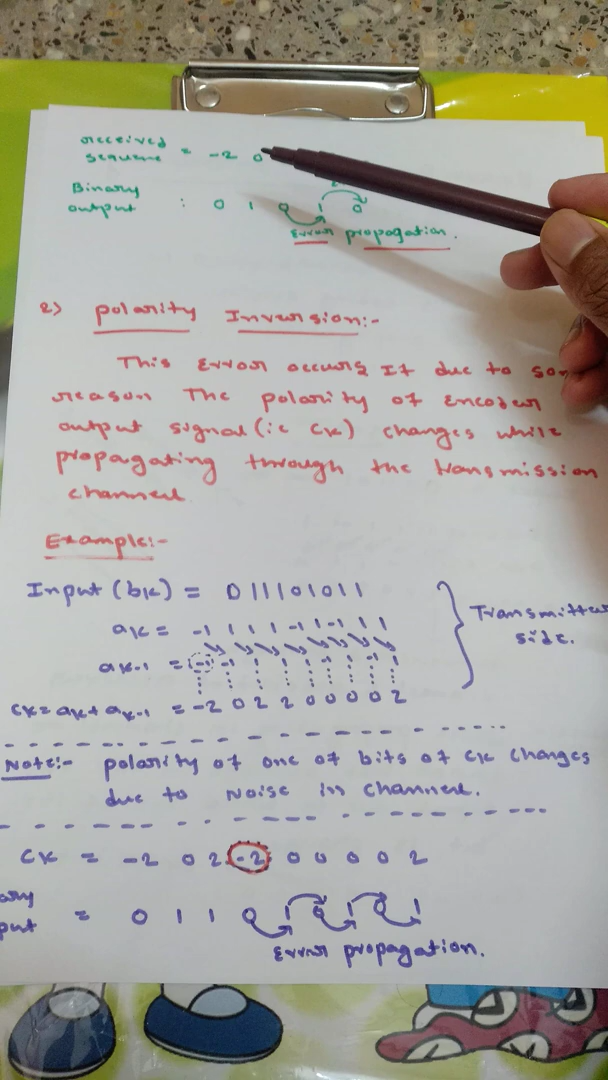 received
sequence = -2 0
Binary
output : 0 1 0 1 0
Error propagation.
2) Polarity Inversion:-
This Error occurs If due to som
reason The polarity of Encoder
output signal (ie Ck) changes while
propagating through the transmission
channel
Example:-
Input (bk) = 0 1 1 1 0 1 0 1 1
ak = -1 1 1 1 -1 1 -1 1 1
ak-1 = -1 -1 1 1 1 -1 1 -1 1
Transmitter
side.
Ck = ak + ak-1 = -2 0 2 2 0 0 0 0 2
Note:- polarity of one of bits of Ck changes
due to Noise in channel.
Ck = -2 0 2 -2 0 0 0 0 2
ary
put = 0 1 1 0 1 0 1 0 1
Error propagation.